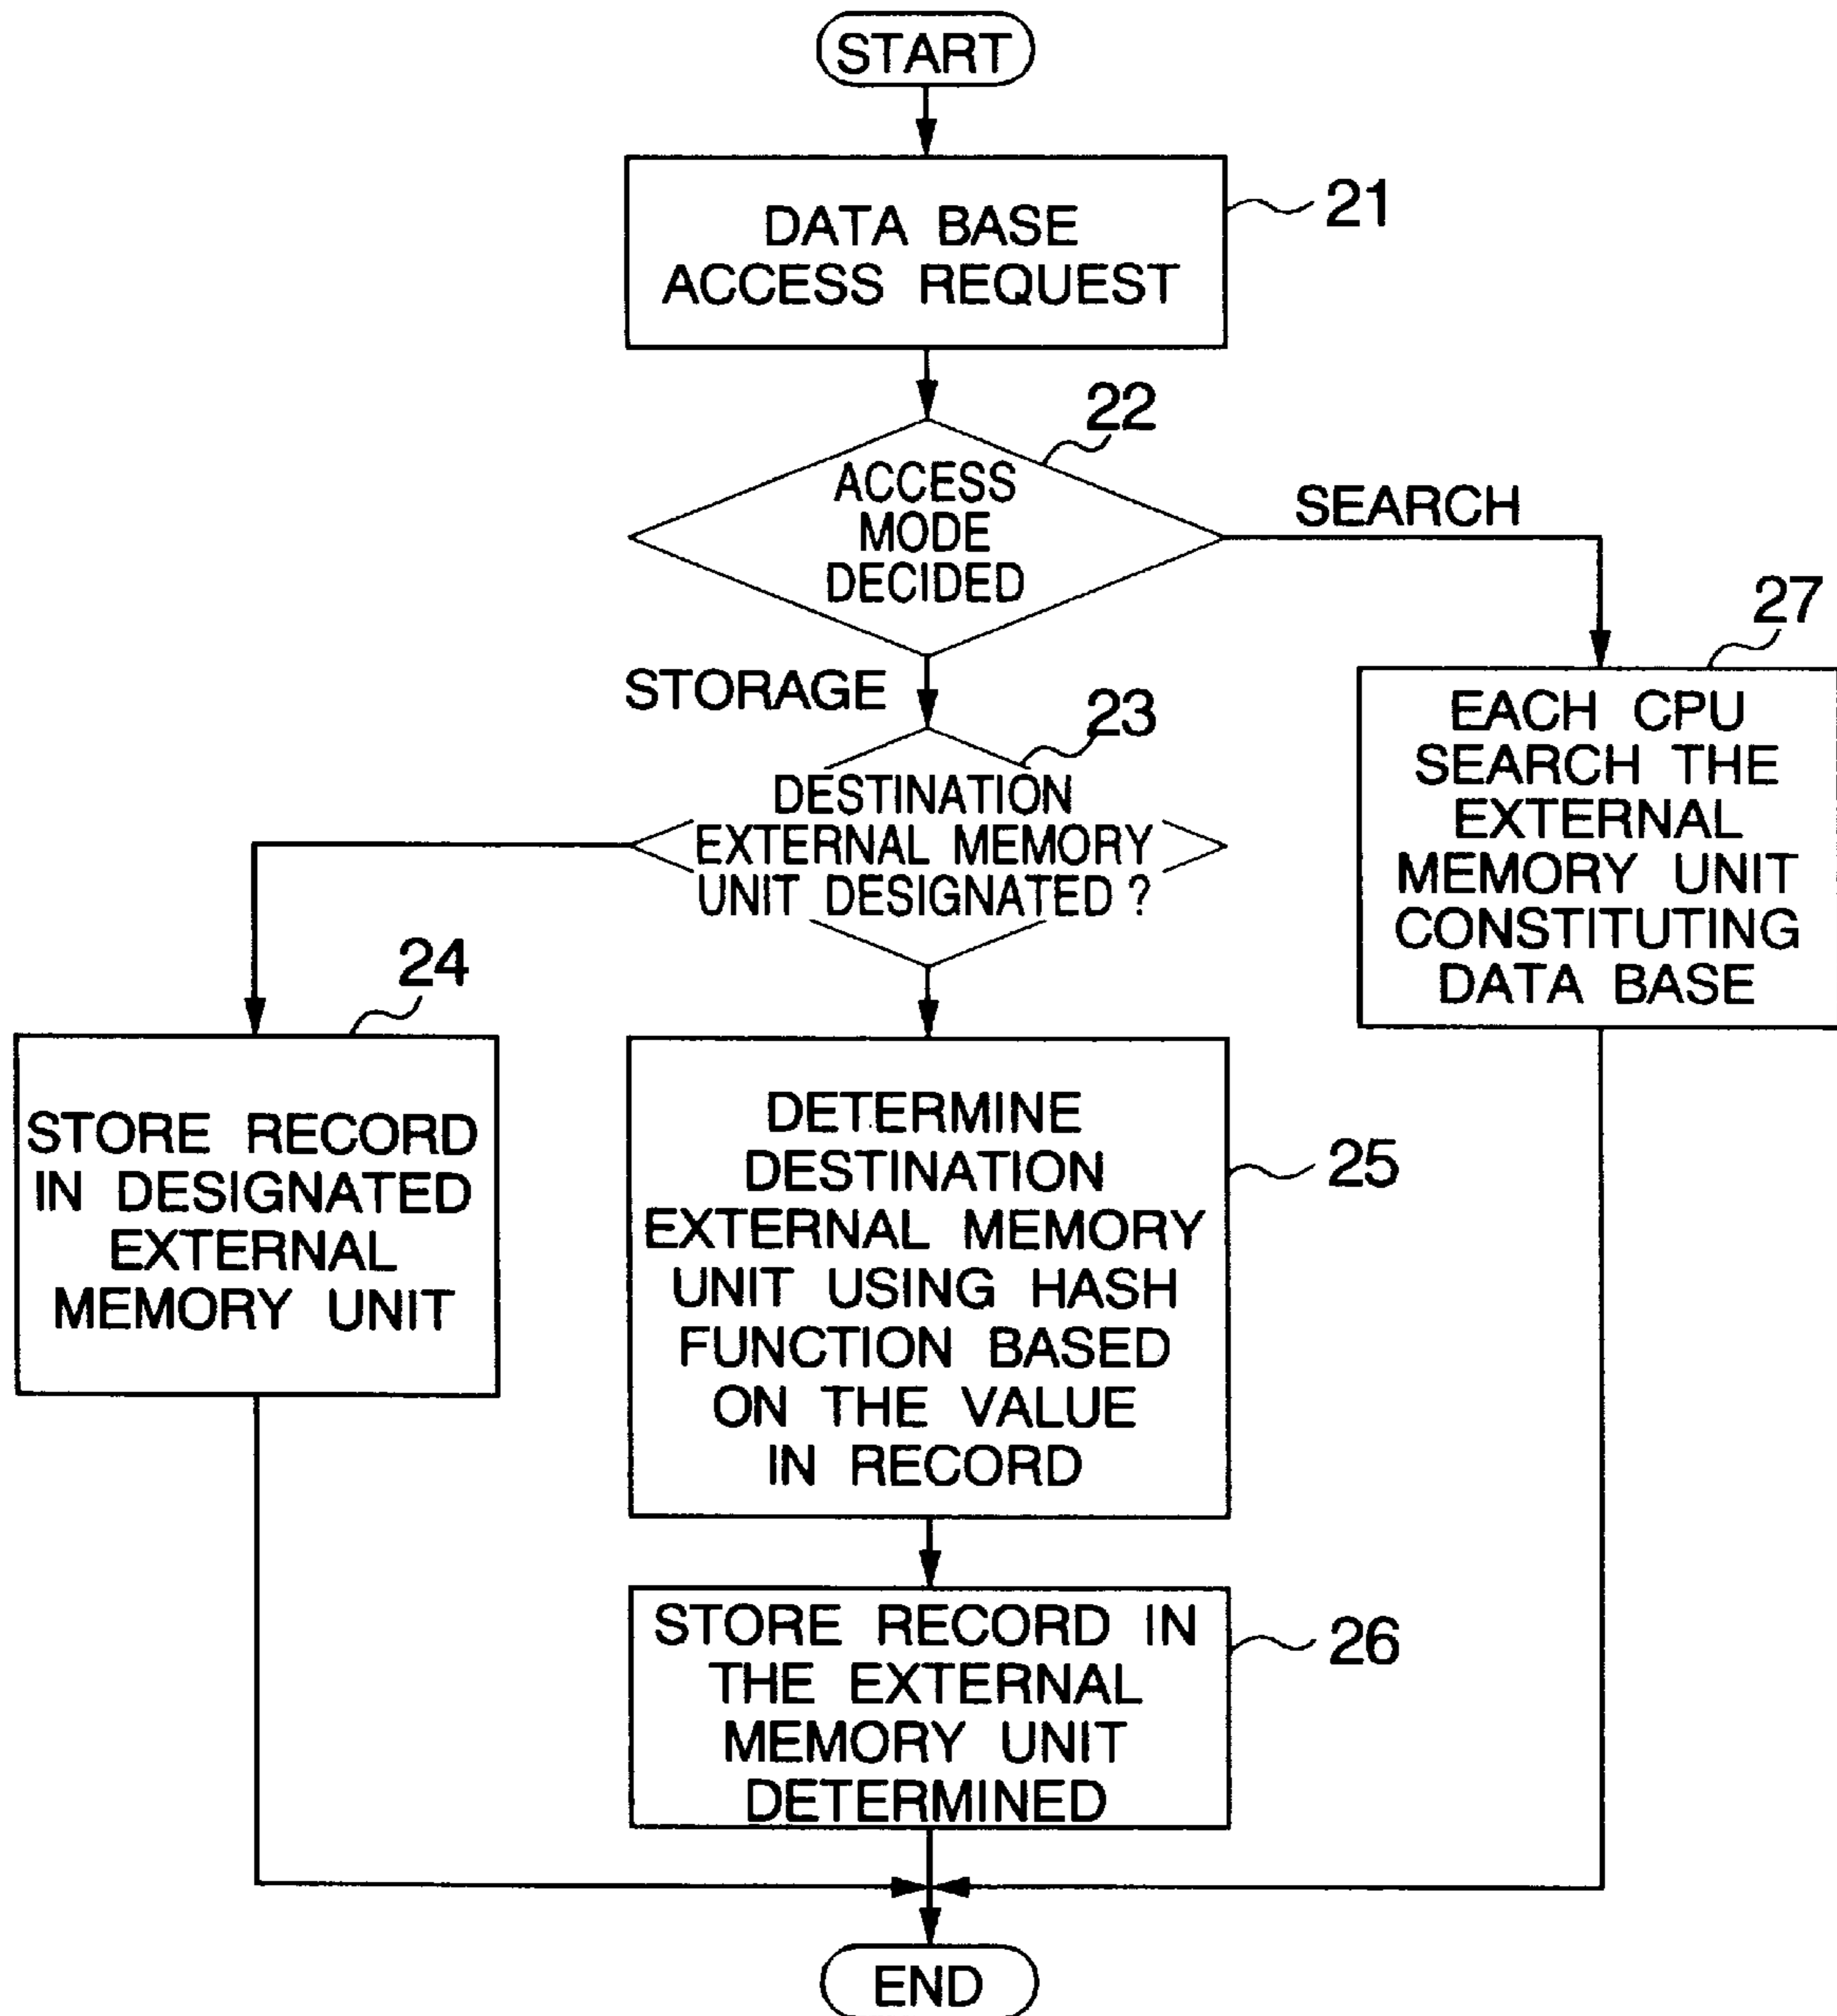 START
DATA BASE
ACCESS REQUEST
21
22
ACCESS
MODE
DECIDED
SEARCH
STORAGE
23
DESTINATION
EXTERNAL MEMORY
UNIT DESIGNATED ?
27
EACH CPU
SEARCH THE
EXTERNAL
MEMORY UNIT
CONSTITUTING
DATA BASE
24
STORE RECORD
IN DESIGNATED
EXTERNAL
MEMORY UNIT
DETERMINE
DESTINATION
EXTERNAL MEMORY
UNIT USING HASH
FUNCTION BASED
ON THE VALUE
IN RECORD
25
STORE RECORD IN
THE EXTERNAL
MEMORY UNIT
DETERMINED
26
END